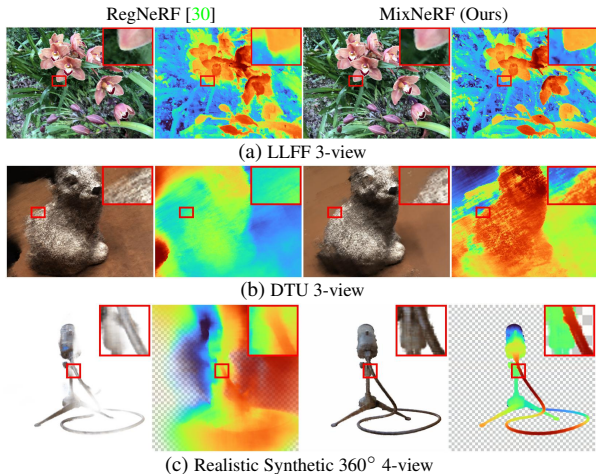 RegNeRF [30]
MixNeRF (Ours)
(a) LLFF 3-view
(b) DTU 3-view
(c) Realistic Synthetic 360° 4-view